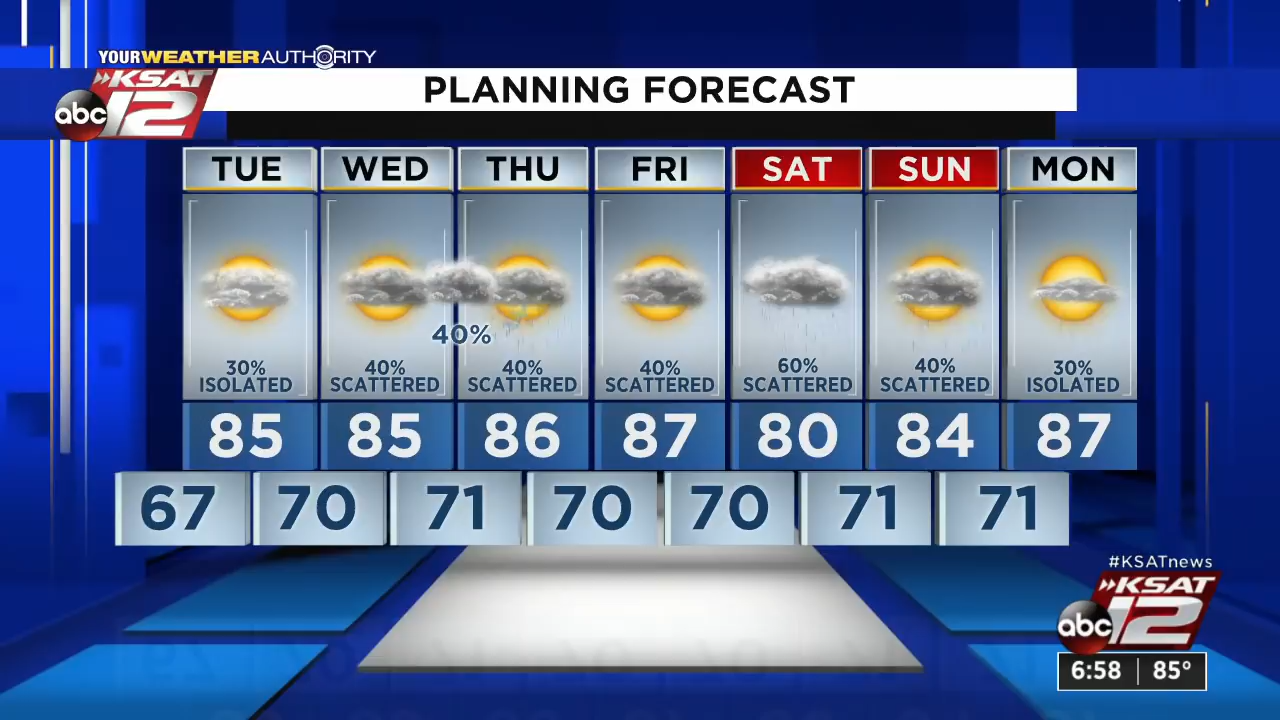 YOURWEATHERAUTHORITY
KSAT
abc 12
PLANNING FORECAST
TUE WED THU FRI SAT SUN MON
40%
30% 40% 40% 40% 60% 40% 30%
ISOLATED SCATTERED SCATTERED SCATTERED SCATTERED SCATTERED ISOLATED
85 85 86 87 80 84 87
67 70 71 70 70 71 71
#KSATnews
KSAT
abc 12
6:58 85°